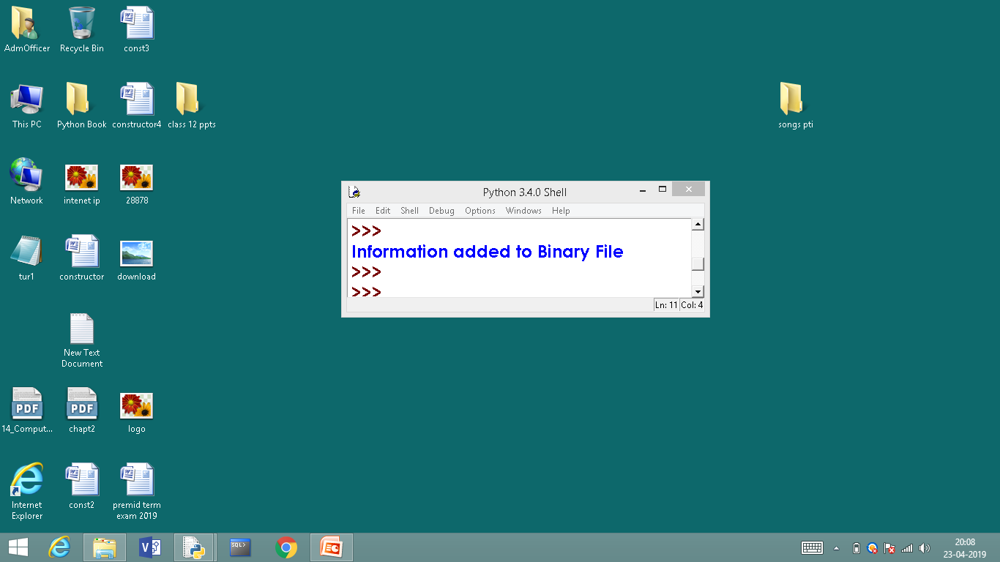 AdmOfficer
Recycle Bin
const3
This PC
Python Book
constructor4
class 12 ppts
songs pti
Network
intenet ip
28878
Python 3.4.0 Shell
File Edit Shell Debug Options Windows Help
>>>
Information added to Binary File
>>>
>>>
Ln: 11 Col: 4
tur1
constructor
download
New Text
Document
PDF
14_Comput...
PDF
chapt2
logo
Internet
Explorer
const2
premid term
exam 2019
SQL>
20:08
23-04-2019